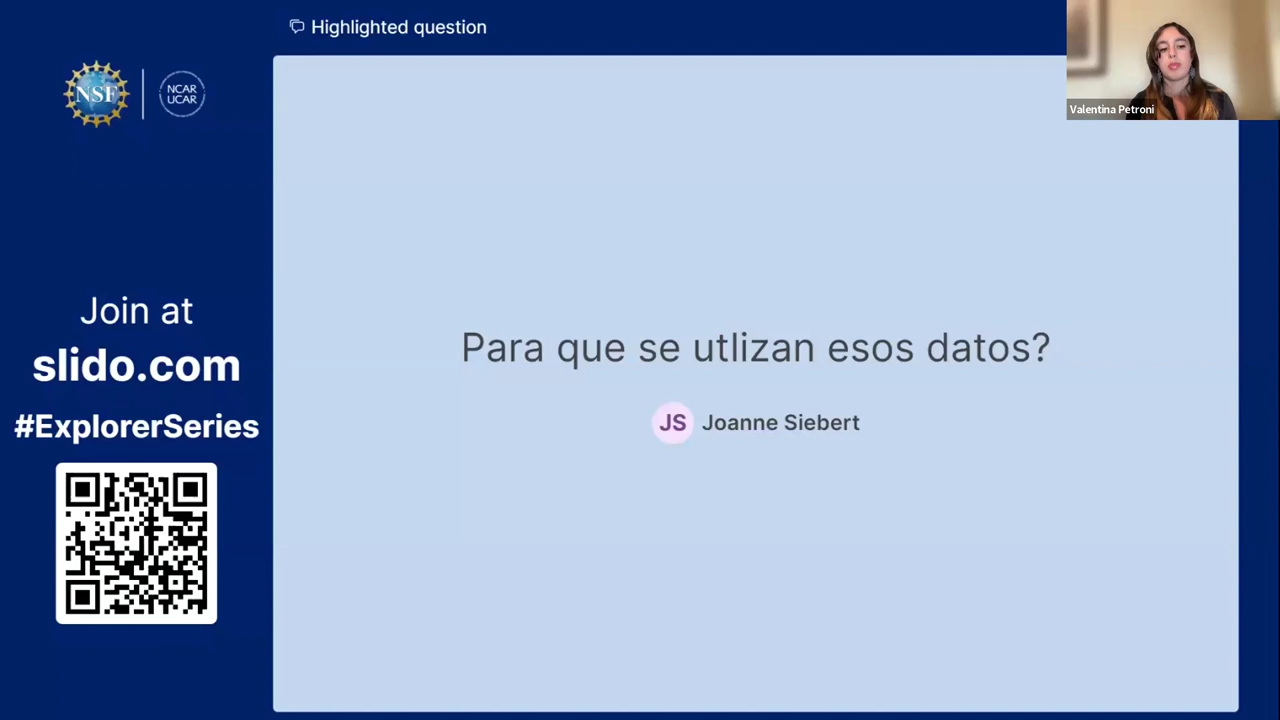 Highlighted question
NSF
NCAR
UCAR
Valentina Petroni
Join at
slido.com
#ExplorerSeries
Para que se utlizan esos datos?
JS Joanne Siebert